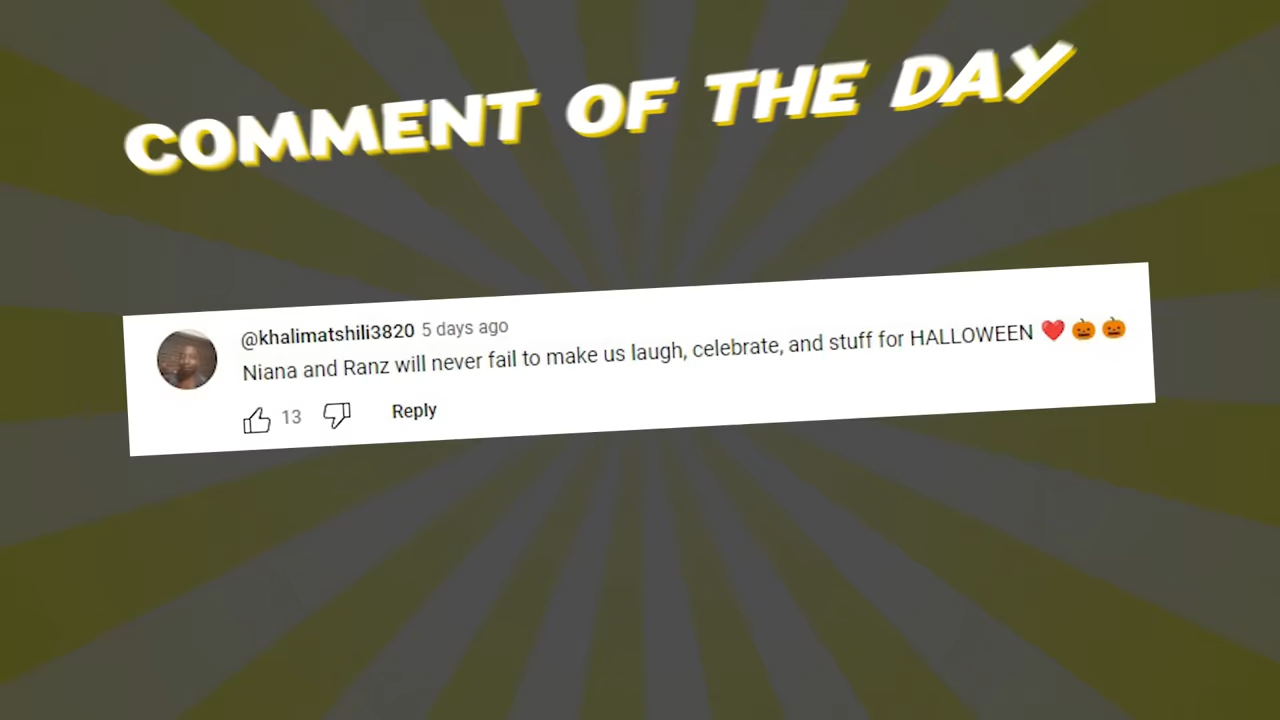 COMMENT OF THE DAY
@khalimatshili3820 5 days ago
Niana and Ranz will never fail to make us laugh, celebrate, and stuff for HALLOWEEN ❤️🎃🎃
13 Reply